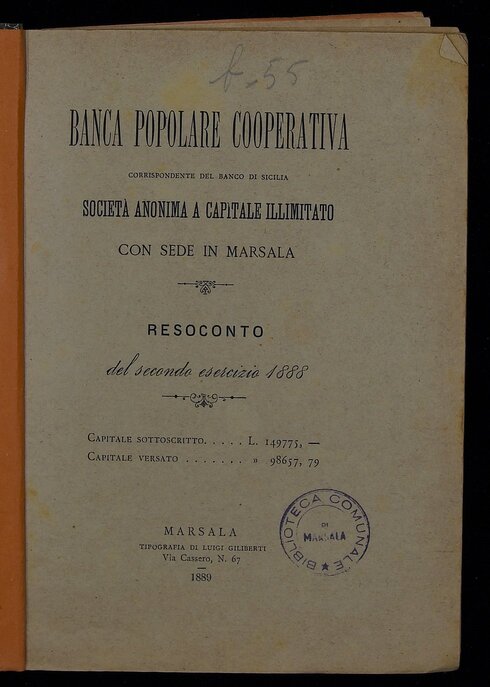 b. 55
BANCA POPOLARE COOPERATIVA
CORRISPONDENTE DEL BANCO DI SICILIA
SOCIETÀ ANONIMA A CAPITALE ILLIMITATO
CON SEDE IN MARSALA
RESOCONTO
del secondo esercizio 1888
CAPITALE SOTTOSCRITTO. . . . . L. 149775, —
CAPITALE VERSATO . . . . . . . » 98657, 79
BIBLIOTECA COMUNALE
DI
MARSALA
MARSALA
TIPOGRAFIA DI LUIGI GILIBERTI
Via Cassero, N. 67
1889